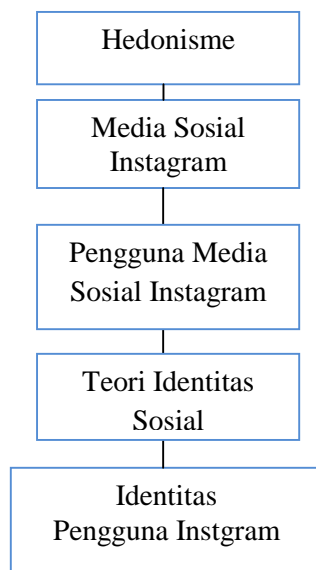 Hedonisme
Media Sosial
Instagram
Pengguna Media
Sosial Instagram
Teori Identitas
Sosial
Identitas
Pengguna Instgram